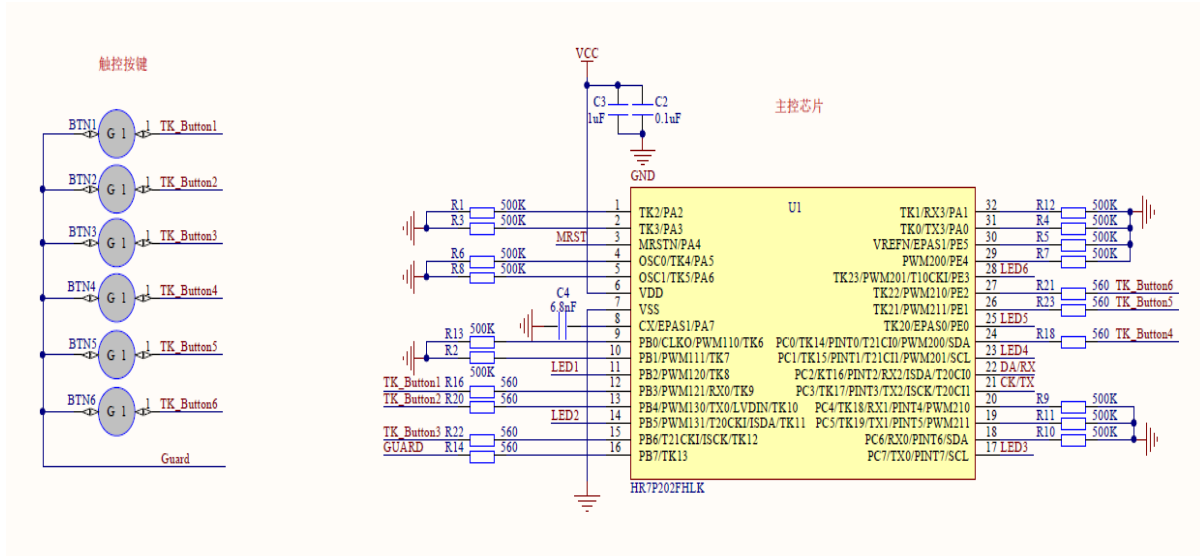 触控按键
BTN1 G 1 1 TK_Button1
BTN2 G 1 1 TK_Button2
BTN3 G 1 1 TK_Button3
BTN4 G 1 1 TK_Button4
BTN5 G 1 1 TK_Button5
BTN6 G 1 1 TK_Button6
Guard
VCC
C3
1uF
C2
0.1uF
GND
主控芯片
U1
R1 500K 1 TK2/PA2
R3 500K 2 TK3/PA3
MRST 3 MRSTN/PA4
R6 500K 4 OSC0/TK4/PA5
R8 500K 5 OSC1/TK5/PA6
6 VDD
7 VSS
C4
6.8nF
8 CX/EPAS1/PA7
R13 500K 9 PB0/CLKO/PWM110/TK6
R2 500K 10 PB1/PWM111/TK7
LED1 11 PB2/PWM120/TK8
TK_Button1 R16 560 12 PB3/PWM121/RX0/TK9
TK_Button2 R20 560 13 PB4/PWM130/TX0/LVDIN/TK10
LED2 14 PB5/PWM131/T20CKI/ISDA/TK11
TK_Button3 R22 560 15 PB6/T21CKI/ISCK/TK12
GUARD R14 560 16 PB7/TK13
TK1/RX3/PA1 32 R12 500K
TK0/TX3/PA0 31 R4 500K
VREFN/EPAS1/PE5 30 R5 500K
PWM200/PE4 29 R7 500K
TK23/PWM201/T10CKI/PE3 28 LED6
TK22/PWM210/PE2 27 R21 560 TK_Button6
TK21/PWM211/PE1 26 R23 560 TK_Button5
TK20/EPAS0/PE0 25 LED5
PC0/TK14/PINT0/T21CI0/PWM200/SDA 24 R18 560 TK_Button4
PC1/TK15/PINT1/T21CI1/PWM201/SCL 23 LED4
PC2/KT16/PINT2/RX2/ISDA/T20CI0 22 DA/RX
PC3/TK17/PINT3/TX2/ISCK/T20CI1 21 CK/TX
PC4/TK18/RX1/PINT4/PWM210 20 R9 500K
PC5/TK19/TX1/PINT5/PWM211 19 R11 500K
PC6/RX0/PINT6/SDA 18 R10 500K
PC7/TX0/PINT7/SCL 17 LED3
HR7P202FHLK